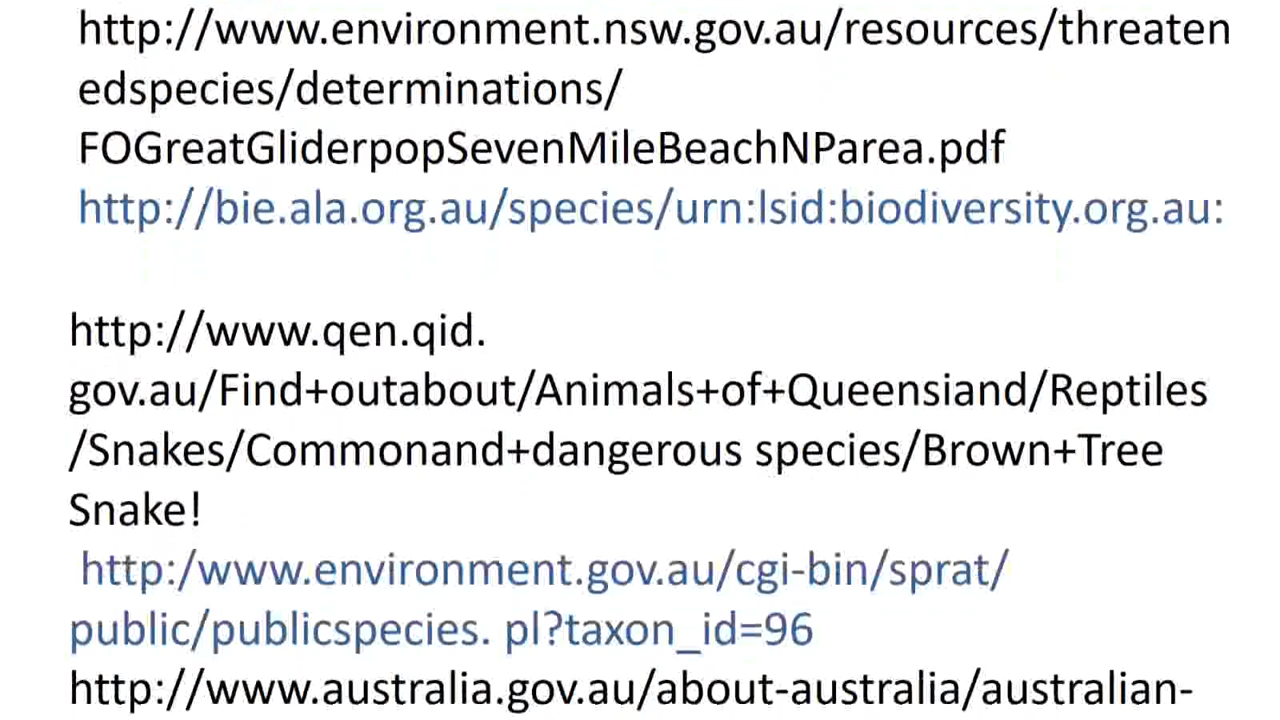 http://www.environment.nsw.gov.au/resources/threaten
edspecies/determinations/
FOGreatGliderpopSevenMileBeachNParea.pdf
http://bie.ala.org.au/species/urn:lsid:biodiversity.org.au:
http://www.qen.qid.
gov.au/Find+outabout/Animals+of+Queensiand/Reptiles
/Snakes/Commonand+dangerous species/Brown+Tree
Snake!
http:/www.environment.gov.au/cgi-bin/sprat/
public/publicspecies. pl?taxon_id=96
http://www.australia.gov.au/about-australia/australian-